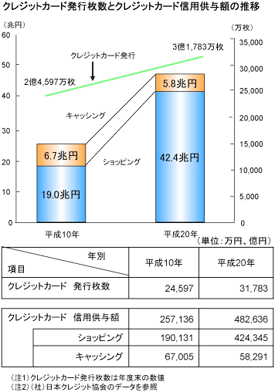 クレジットカード発行枚数とクレジットカード信用供与額の推移
(兆円)
(万枚)
60
50
40
30
20
10
0
35,000
30,000
25,000
20,000
15,000
10,000
5,000
0
クレジットカード発行
3億1,783万枚
2億4,597万枚
キャッシング
ショッピング
5.8兆円
6.7兆円
42.4兆円
19.0兆円
平成10年
平成20年
(単位:万円、億円)
年別
項目
平成10年
平成20年
クレジットカード 発行枚数
24,597
31,783
クレジットカード 信用供与額
257,136
482,636
ショッピング
190,131
424,345
キャッシング
67,005
58,291
(注1)クレジットカード発行枚数は年度末の数値
(注2)(社)日本クレジット協会のデータを参照